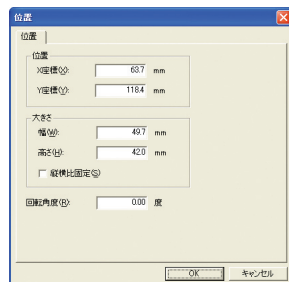 位置
位置
位置
X座標(X): 63.7 mm
Y座標(Y): 118.4 mm
大きさ
幅(W): 49.7 mm
高さ(H): 42.0 mm
縦横比固定(S)
回転角度(R): 0.00 度
OK キャンセル